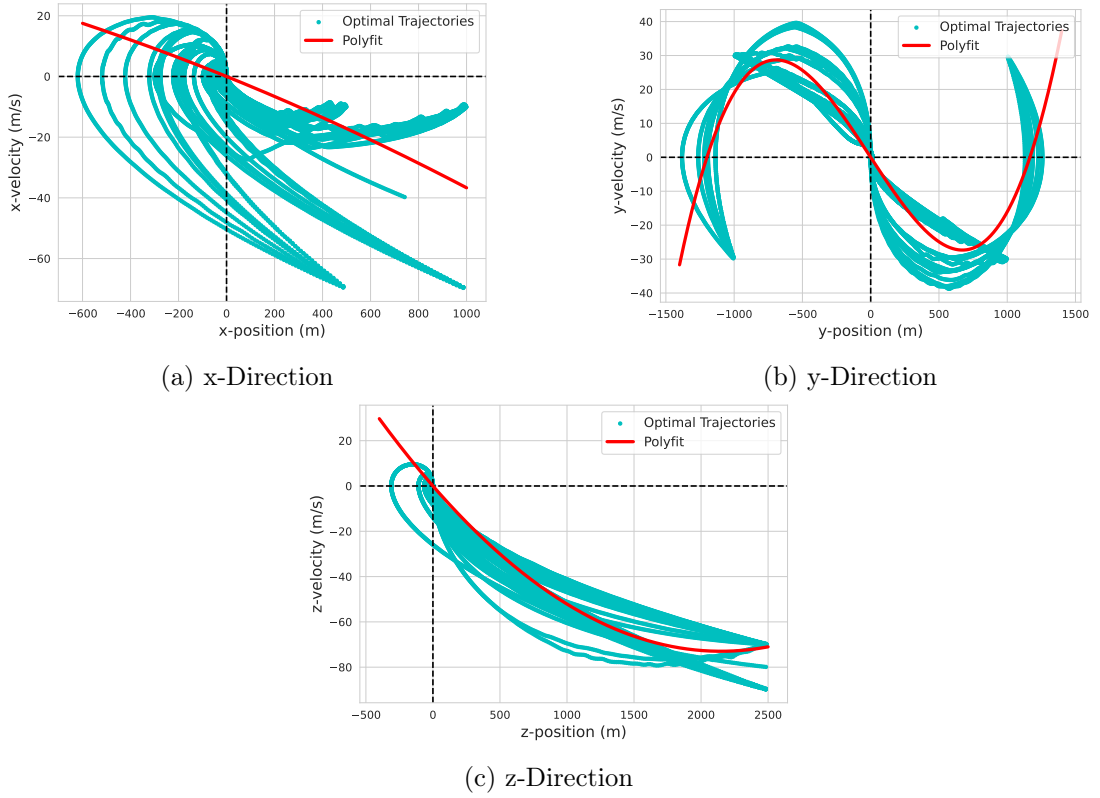 20
0
−20
−40
−60
x-velocity (m/s)
−600 −400 −200 0 200 400 600 800 1000
x-position (m)
Optimal Trajectories
Polyfit
(a) x-Direction
40
30
20
10
0
−10
−20
−30
−40
y-velocity (m/s)
−1500 −1000 −500 0 500 1000 1500
y-position (m)
Optimal Trajectories
Polyfit
(b) y-Direction
20
0
−20
−40
−60
−80
z-velocity (m/s)
−500 0 500 1000 1500 2000 2500
z-position (m)
Optimal Trajectories
Polyfit
(c) z-Direction